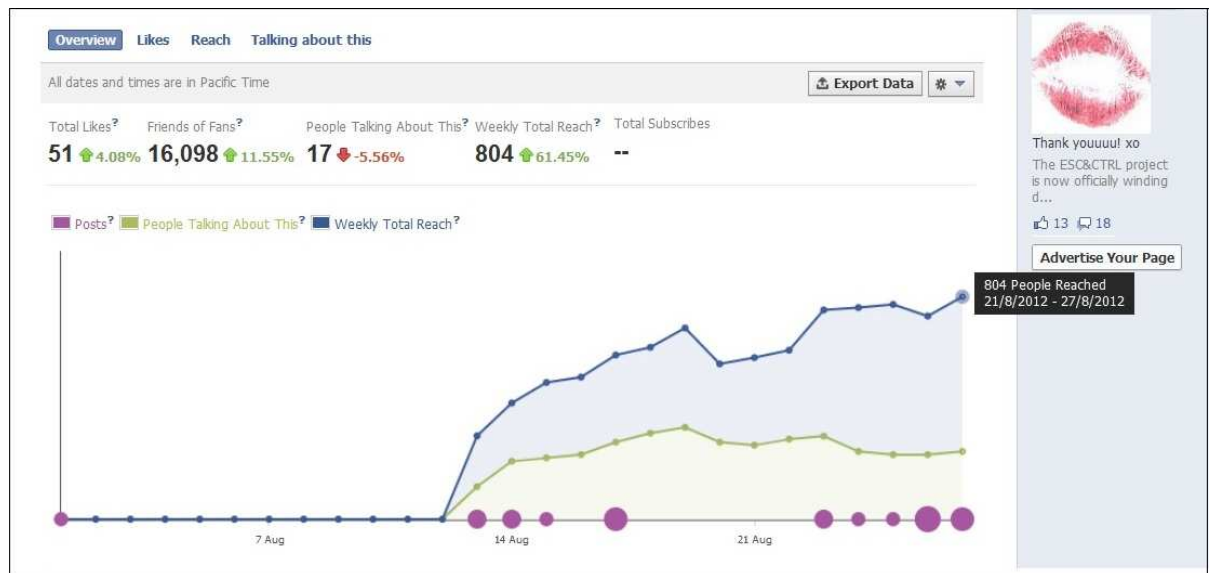 Overview Likes Reach Talking about this
All dates and times are in Pacific Time
Export Data
Total Likes? Friends of Fans? People Talking About This? Weekly Total Reach? Total Subscribes
51 4.08% 16,098 11.55% 17 -5.56% 804 61.45% --
Posts? People Talking About This? Weekly Total Reach?
7 Aug 14 Aug 21 Aug
804 People Reached
21/8/2012 - 27/8/2012
Thank youuuu! xo
The ESC&CTRL project
is now officially winding
d...
13 18
Advertise Your Page